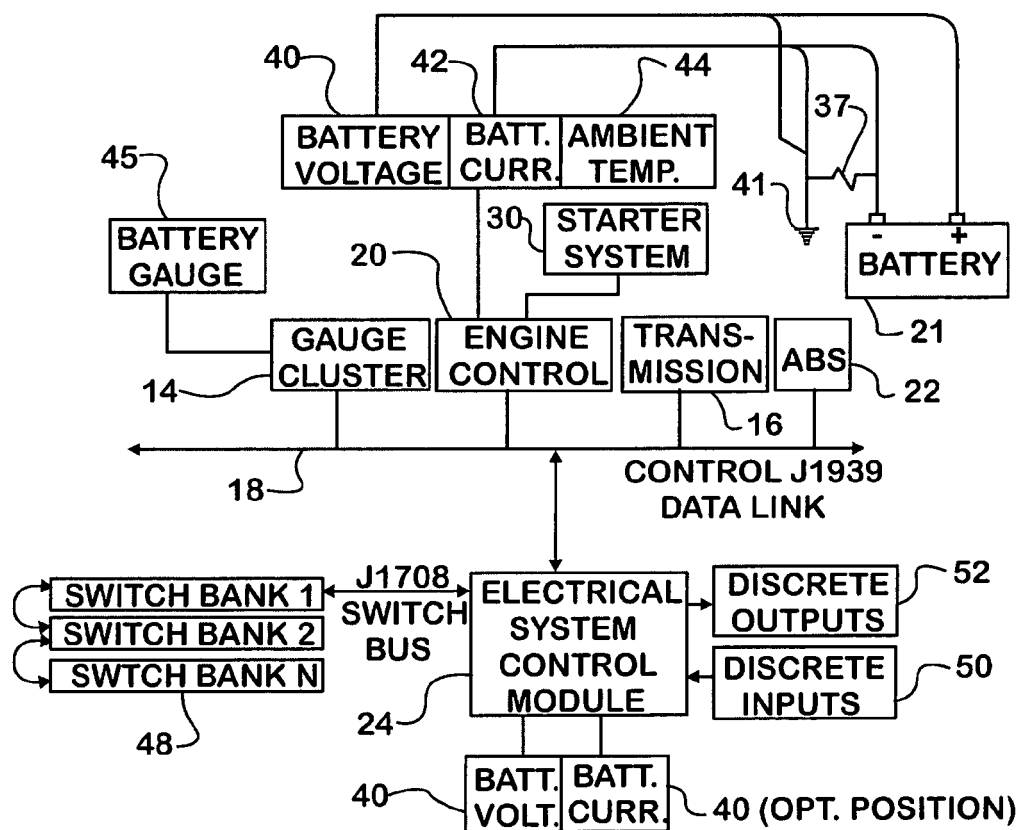 40
42
44
BATTERY
VOLTAGE
BATT.
CURR.
AMBIENT
TEMP.
37
45
41
BATTERY
GAUGE
30
STARTER
SYSTEM
20
- +
BATTERY
21
GAUGE
CLUSTER
ENGINE
CONTROL
TRANS-
MISSION
ABS
14
16
22
18
CONTROL J1939
DATA LINK
SWITCH BANK 1
SWITCH BANK 2
SWTCH BANK N
48
J1708
SWITCH
BUS
ELECTRICAL
SYSTEM
CONTROL
MODULE
24
DISCRETE
OUTPUTS
52
DISCRETE
INPUTS
50
40
BATT.
VOLT.
BATT.
CURR.
40 (OPT. POSITION)